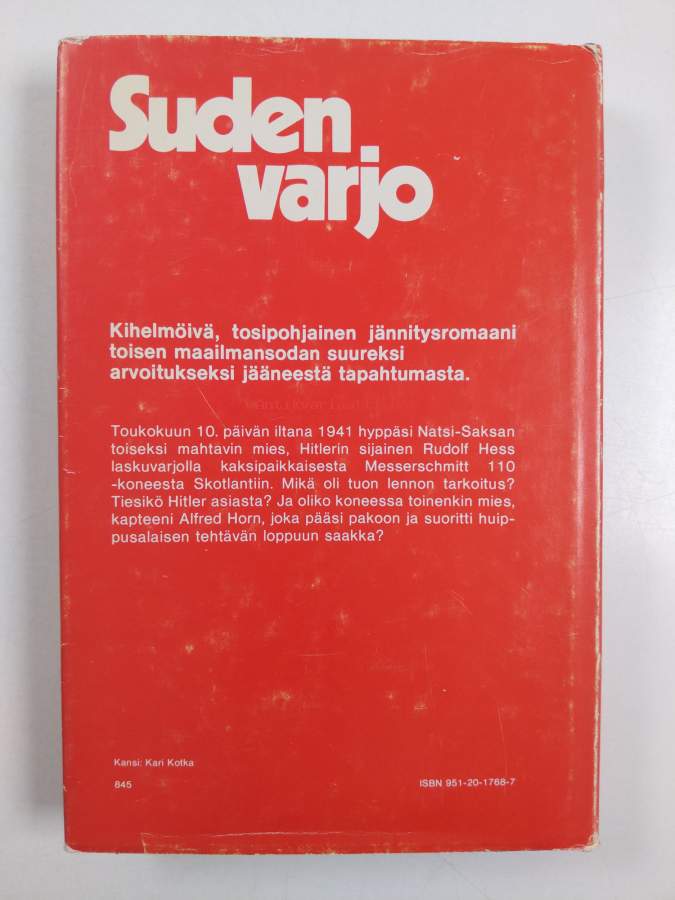 Suden
varjo
Kihelmöivä, tosipohjainen jännitysromaani
toisen maailmansodan suureksi
arvoitukseksi jääneestä tapahtumasta.
Toukokuun 10. päivän iltana 1941 hyppäsi Natsi-Saksan
toiseksi mahtavin mies, Hitlerin sijainen Rudolf Hess
laskuvarjolla kaksipaikkaisesta Messerschmitt 110
-koneesta Skotlantiin. Mikä oli tuon lennon tarkoitus?
Tiesikö Hitler asiasta? Ja oliko koneessa toinenkin mies,
kapteeni Alfred Horn, joka pääsi pakoon ja suoritti huip-
pusalaisen tehtävän loppuun saakka?
Kansi: Kari Kotka
845
ISBN 951-20-1768-7